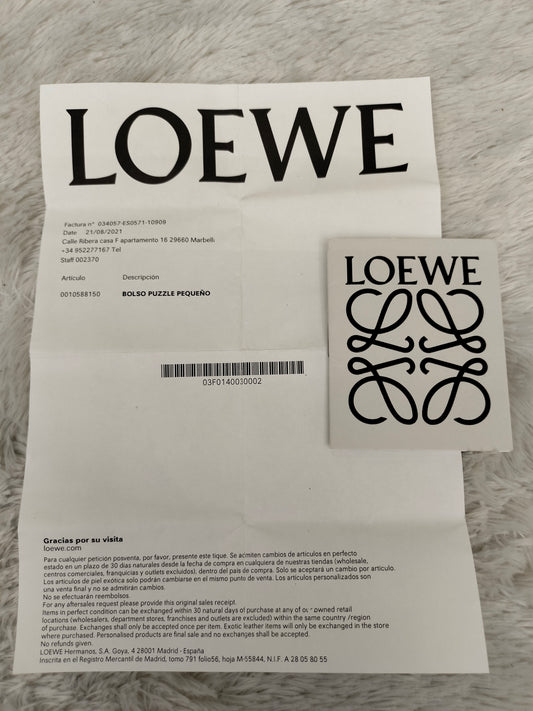 LOEWE
Factura n° 034057-ES0571-10908
Date 21/08/2021
Calle Ribera casa F apartamento 16 29660 Marbell
+34 952277167 Tel
Staff 002370
Artículo Descripción
0010588150 BOLSO PUZZLE PEQUEÑO
LOEWE
03F0140030002
Gracias por su visita
loewe.com
Para cualquier petición posventa, por favor, presente este tique. Se admiten cambios de artículos en perfecto
estado en un plazo de 30 días naturales desde la fecha de compra en cualquiera de nuestras tiendas (wholesale,
centros comerciales, franquicias y outlets excluidos), dentro del país de compra. Solo se aceptará un cambio por artículo.
Los artículos de piel exótica solo podrán cambiarse en el mismo punto de venta. Los artículos personalizados son
una venta final y no se admitirán cambios.
No se efectuarán reembolsos.
For any aftersales request please provide this original sales receipt.
Items in perfect condition can be exchanged within 30 natural days of purchase at any of owned retail
locations (wholesalers, department stores, franchises and outlets are excluded) within the same country /region
of purchase. Exchanges shall only be accepted once per item. Exotic leather items will only be exchanged in the store
where purchased. Personalised products are final sale and no exchanges shall be accepted.
No refunds given.
LOEWE Hermanos, S.A. Goya, 4 28001 Madrid - España
Inscrita en el Registro Mercantil de Madrid, tomo 791 folio56, hoja M-55844, N.I.F. A 28 05 80 55